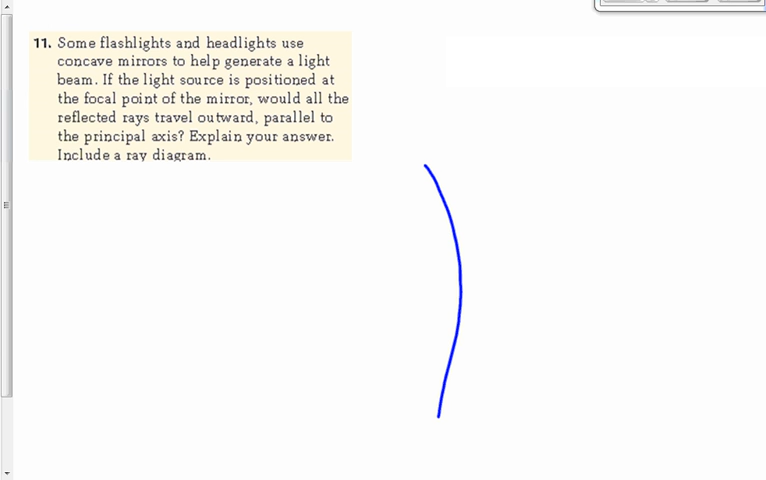 11. Some flashlights and headlights use
concave mirrors to help generate a light
beam. If the light source is positioned at
the focal point of the mirror, would all the
reflected rays travel outward, parallel to
the principal axis? Explain your answer.
Include a ray diagram.